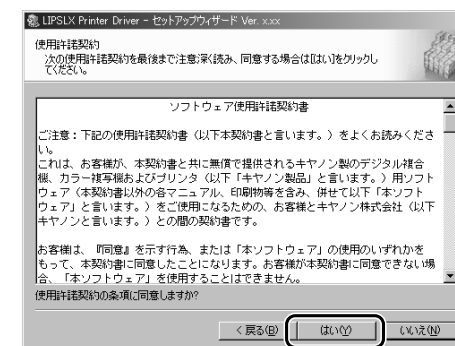 LIPSLX Printer Driver - セットアップウィザード Ver. x.xx
使用許諾契約
次の使用許諾契約を最後まで注意深く読み、同意する場合は[はい]をクリックし
てください。
ソフトウェア使用許諾契約書
ご注意：下記の使用許諾契約書（以下本契約書と言います。）をよくお読みくださ
い。
これは、お客様が、本契約書と共に無償で提供されるキヤノン製のデジタル複合
機、カラー複写機およびプリンタ（以下「キヤノン製品」と言います。）用ソフト
ウェア（本契約書以外の各マニュアル、印刷物等を含み、併せて以下「本ソフト
ウェア」と言います。）をご使用になるための、お客様とキヤノン株式会社（以下
キヤノンと言います。）との間の契約書です。
お客様は、『同意』を示す行為、または「本ソフトウェア」の使用のいずれかを
もって、本契約書に同意したことになります。お客様が本契約書に同意できない場
合、「本ソフトウェア」を使用することはできません。
使用許諾契約の条項に同意しますか?
< 戻る(B)
はい(Y)
いいえ(N)